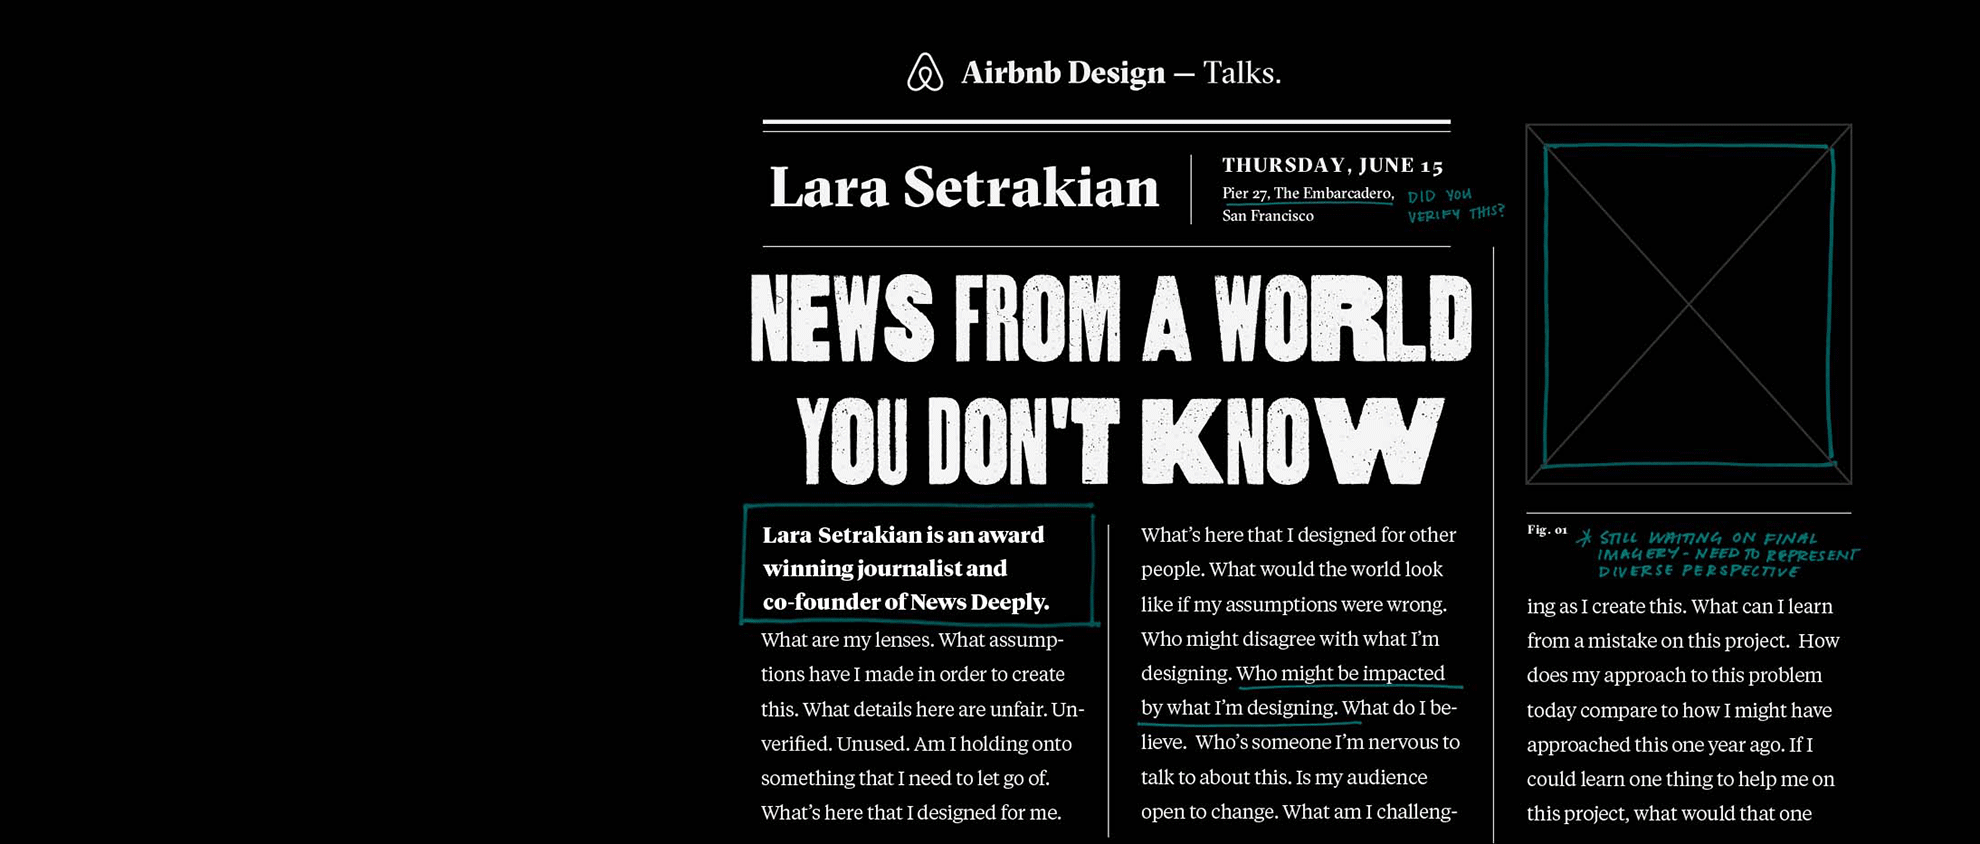 Airbnb Design — Talks.
Lara Setrakian
THURSDAY, JUNE 15
Pier 27, The Embarcadero,
San Francisco
DID YOU
VERIFY THIS?
NEWS FROM A WORLD
YOU DON'T KNOW
Lara Setrakian is an award
winning journalist and
co-founder of News Deeply.
What are my lenses. What assump-
tions have I made in order to create
this. What details here are unfair. Un-
verified. Unused. Am I holding onto
something that I need to let go of.
What’s here that I designed for me.
What’s here that I designed for other
people. What would the world look
like if my assumptions were wrong.
Who might disagree with what I’m
designing. Who might be impacted
by what I’m designing. What do I be-
lieve. Who’s someone I’m nervous to
talk to about this. Is my audience
open to change. What am I challeng-
Fig. 01
* STILL WAITING ON FINAL
IMAGERY - NEED TO REPRESENT
DIVERSE PERSPECTIVE
ing as I create this. What can I learn
from a mistake on this project. How
does my approach to this problem
today compare to how I might have
approached this one year ago. If I
could learn one thing to help me on
this project, what would that one